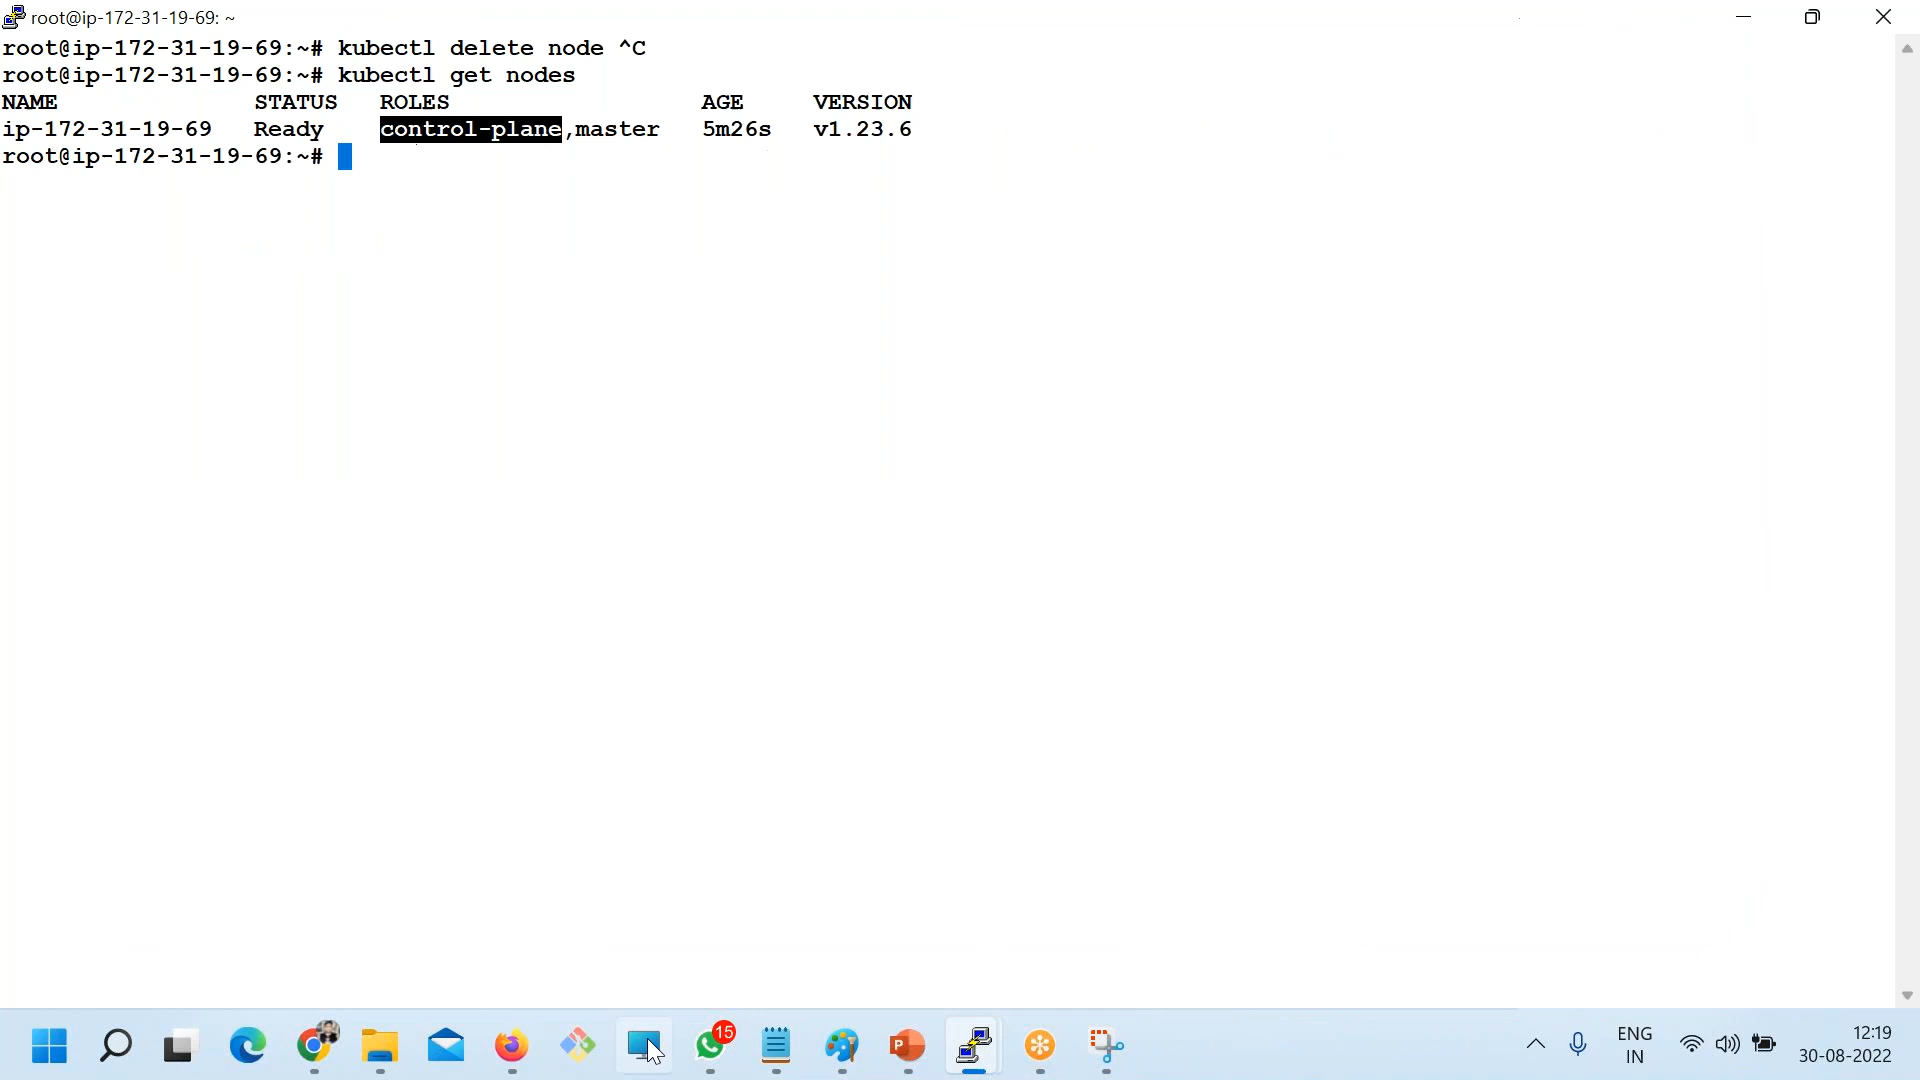 root@ip-172-31-19-69: ~
root@ip-172-31-19-69:~# kubectl delete node ^C
root@ip-172-31-19-69:~# kubectl get nodes
NAME STATUS ROLES AGE VERSION
ip-172-31-19-69 Ready control-plane,master 5m26s v1.23.6
root@ip-172-31-19-69:~#
15
P
ENG
IN
12:19
30-08-2022